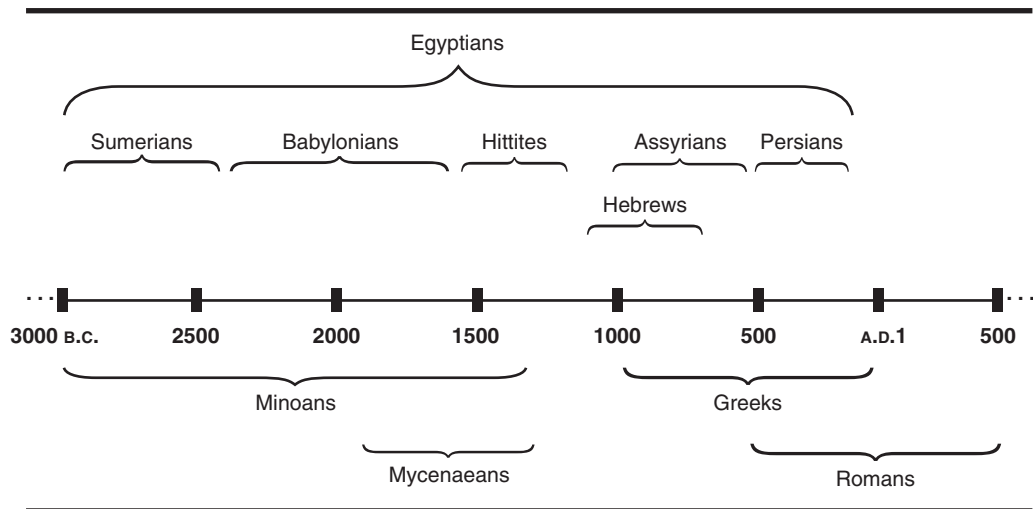 Egyptians
Sumerians Babylonians Hittites Assyrians Persians
Hebrews
... ...
3000 B.C. 2500 2000 1500 1000 500 A.D.1 500
Minoans Greeks
Mycenaeans Romans